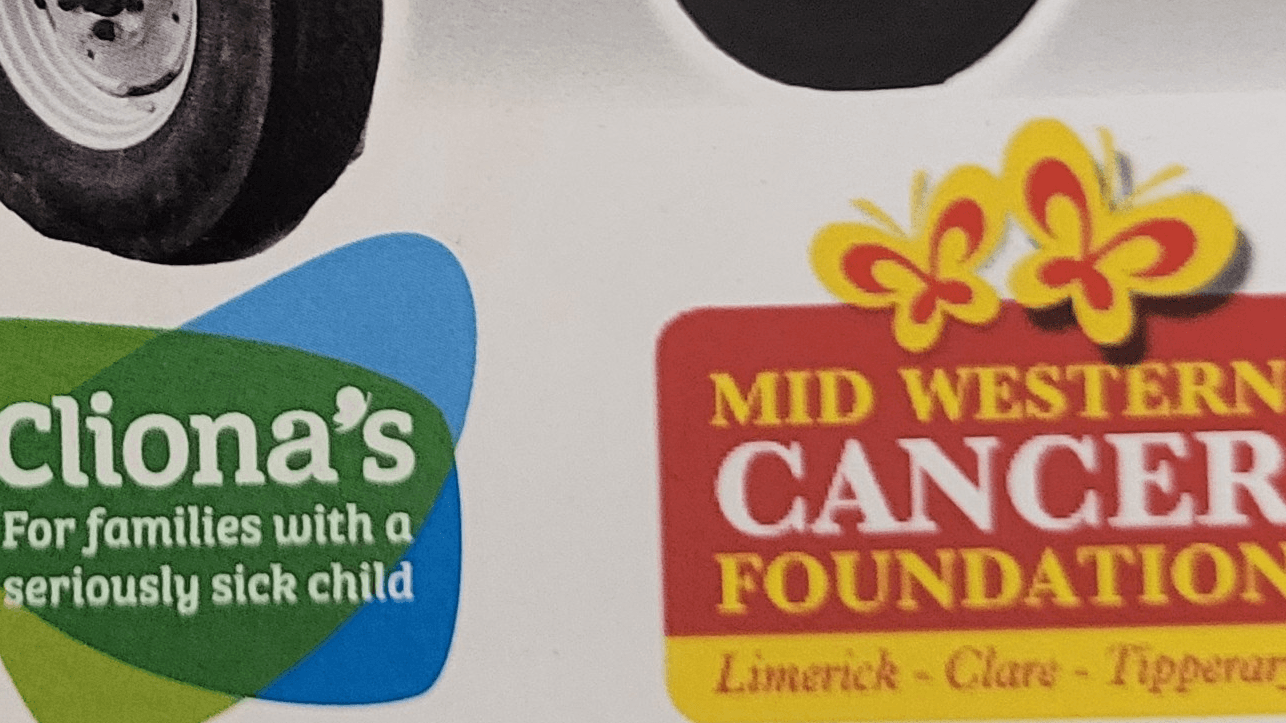 Cliona's
For families with a
seriously sick child
MID WESTERN
CANCER
FOUNDATION
Limerick - Clare - Tipperary